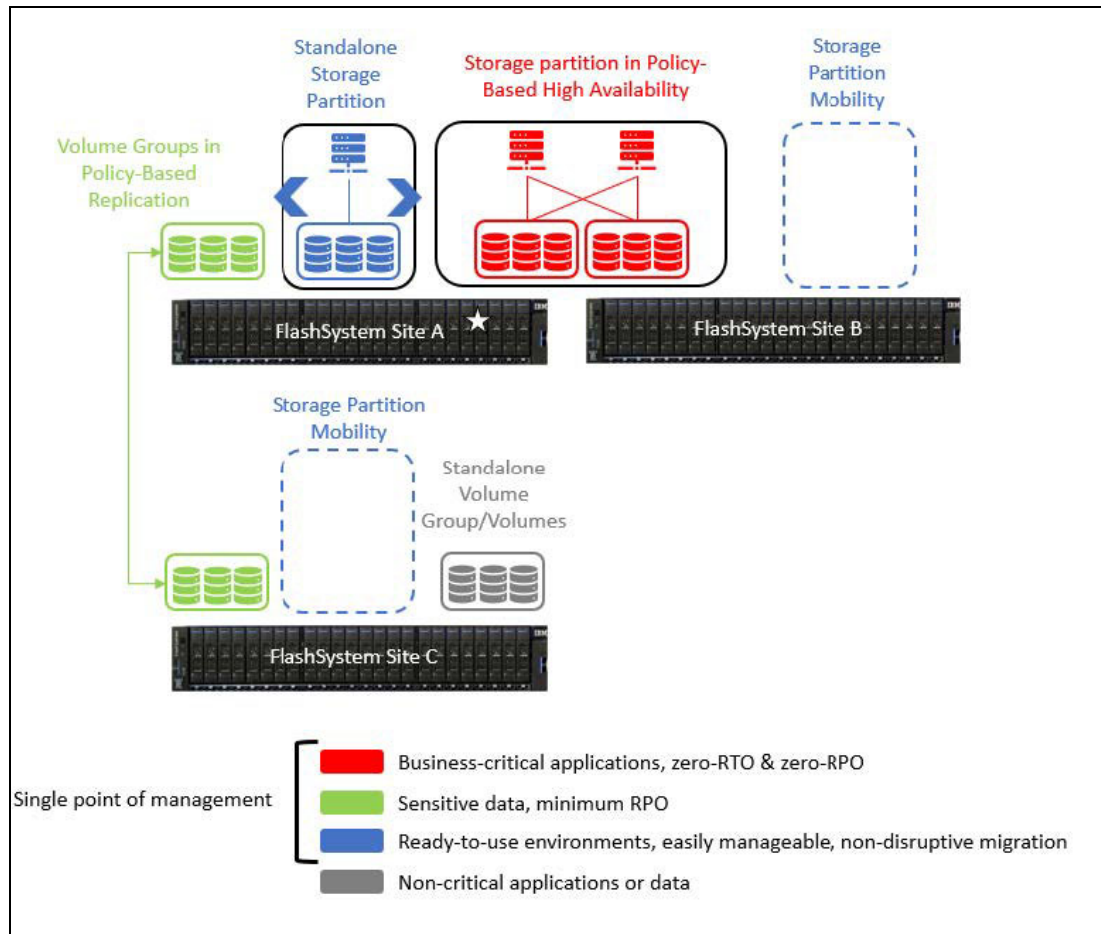 Standalone
Storage
Partition
Storage partition in Policy-
Based High Availability
Storage
Partition
Mobility
Volume Groups in
Policy-Based
Replication
IBM
FlashSystem Site A
IBM
FlashSystem Site B
Storage Partition
Mobility
Standalone
Volume
Group/Volumes
IBM
FlashSystem Site C
Single point of management
Business-critical applications, zero-RTO & zero-RPO
Sensitive data, minimum RPO
Ready-to-use environments, easily manageable, non-disruptive migration
Non-critical applications or data